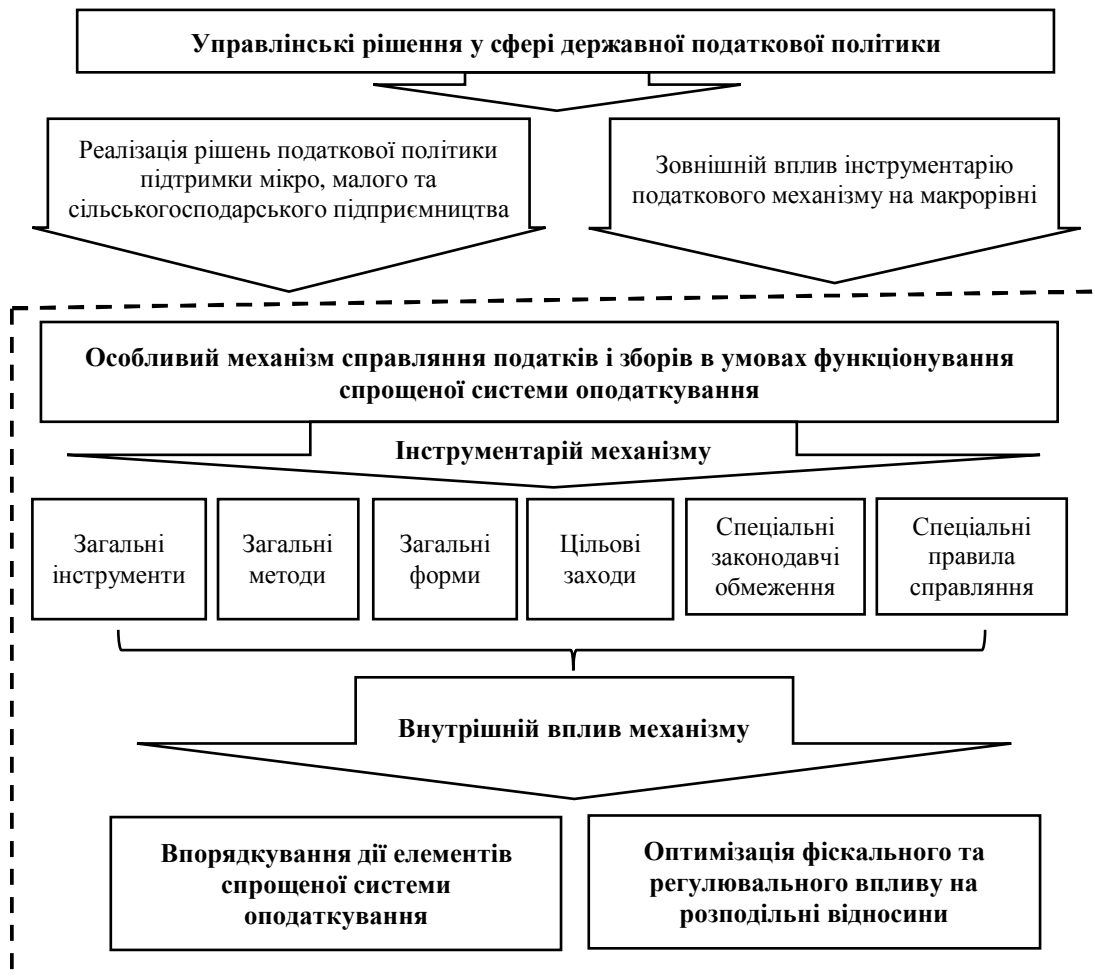 Управлінські рішення у сфері державної податкової політики
Реалізація рішень податкової політики
підтримки мікро, малого та
сільськогосподарського підприємництва
Зовнішній вплив інструментарію
податкового механізму на макрорівні
Особливий механізм справляння податків і зборів в умовах функціонування
спрощеної системи оподаткування
Інструментарій механізму
Загальні
інструменти
Загальні
методи
Загальні
форми
Цільові
заходи
Спеціальні
законодавчі
обмеження
Спеціальні
правила
справляння
Внутрішній вплив механізму
Впорядкування дії елементів
спрощеної системи
оподаткування
Оптимізація фіскального та
регулювального впливу на
розподільні відносини